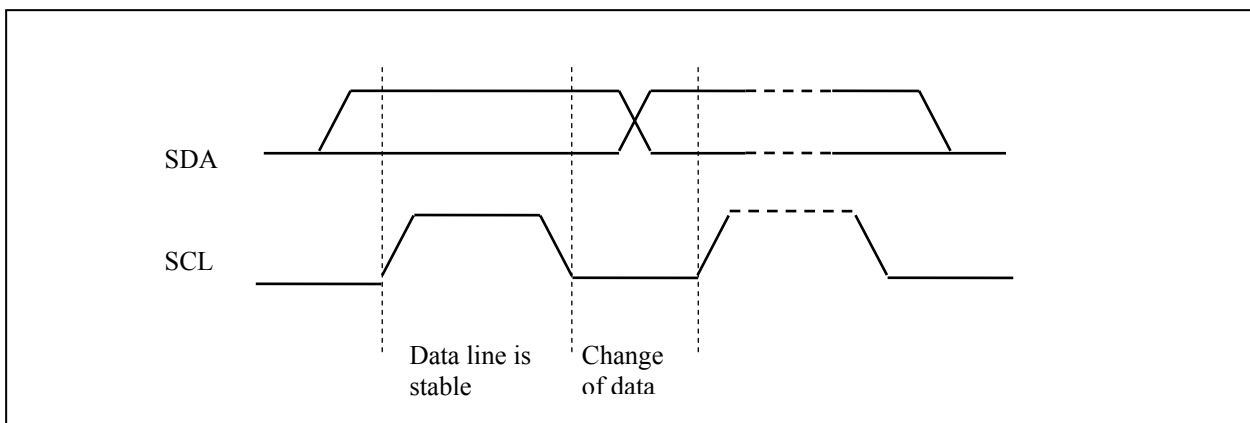 SDA
SCL
Data line is
stable
Change
of data